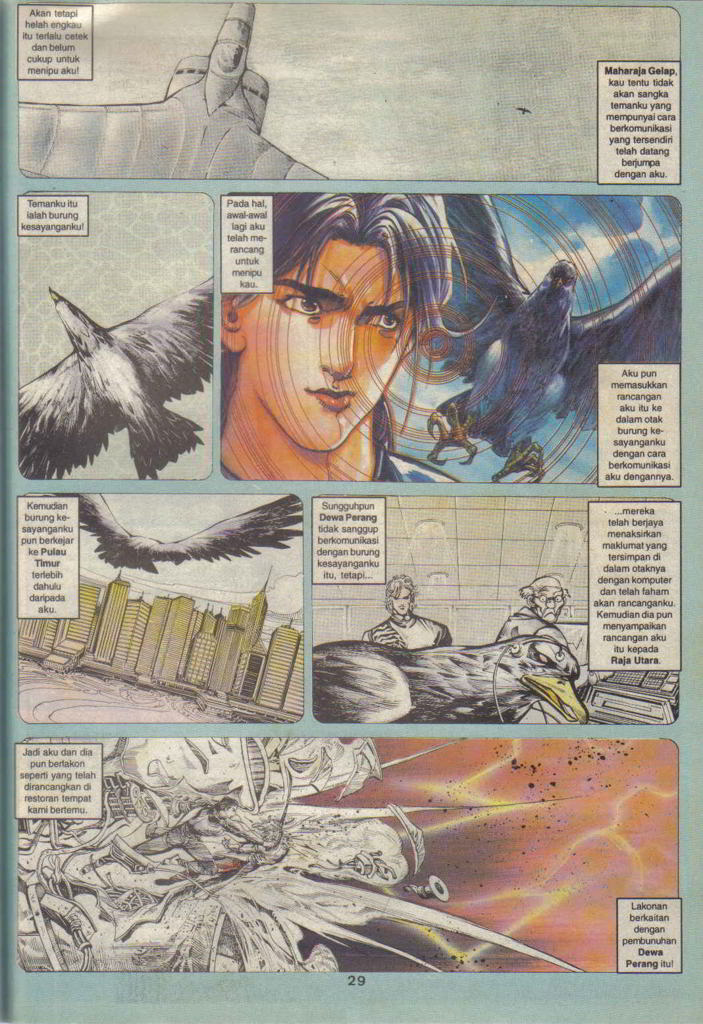 Akan tetapi
helah engkau
itu terlalu cetek
dan belum
cukup untuk
menipu aku!
Maharaja Gelap,
kau tentu tidak
akan sangka
temanku yang
mempunyai cara
berkomunikasi
yang tersendiri
telah datang
berjumpa
dengan aku.
Temanku itu
ialah burung
kesayanganku!
Pada hal,
awal-awal
lagi aku
telah me-
rancang
untuk
menipu
kau.
Aku pun
memasukkan
rancangan
aku itu ke
dalam otak
burung ke-
sayanganku
dengan cara
berkomunikasi
aku dengannya.
Kemudian
burung ke-
sayanganku
pun berkejar
ke Pulau
Timur
terlebih
dahulu
daripada
aku.
Sungguhpun
Dewa Perang
tidak sanggup
berkomunikasi
dengan burung
kesayanganku
itu, tetapi...
...mereka
telah berjaya
menaksirkan
maklumat yang
tersimpan di
dalam otaknya
dengan komputer
dan telah faham
akan rancanganku.
Kemudian dia pun
menyampaikan
rancangan aku
itu kepada
Raja Utara.
Jadi aku dan dia
pun berlakon
seperti yang telah
dirancangkan di
restoran tempat
kami bertemu.
Lakonan
berkaitan
dengan
pembunuhan
Dewa
Perang itu!
29